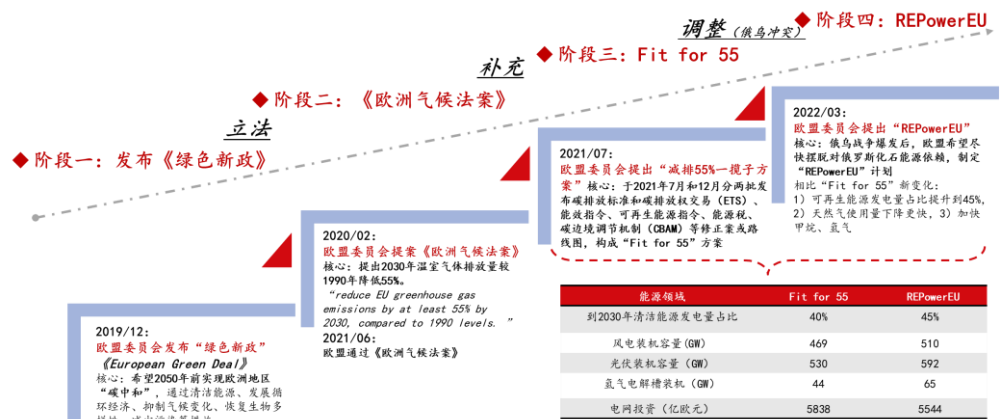 调整（俄乌冲突）
◆ 阶段四：REPowerEU
◆ 阶段三：Fit for 55
补充
◆ 阶段二：《欧洲气候法案》
立法
◆ 阶段一：发布《绿色新政》
2019/12：
欧盟委员会发布“绿色新政”
《European Green Deal》
核心：希望2050年前实现欧洲地区
“碳中和”，通过清洁能源、发展循
环经济、抑制气候变化、恢复生物多
2020/02：
欧盟委员会提案《欧洲气候法案》
核心：提出2030年温室气体排放量较
1990年降低55%。
“reduce EU greenhouse gas
emissions by at least 55% by
2030, compared to 1990 levels. ”
2021/06：
欧盟通过《欧洲气候法案》
2021/07：
欧盟委员会提出“减排55%一揽子方
案”核心：于2021年7月和12月分两批发
布碳排放标准和碳排放权交易（ETS）、
能效指令、可再生能源指令、能源税、
碳边境调节机制（CBAM）等修正案或路
线图，构成“Fit for 55”方案
2022/03：
欧盟委员会提出“REPowerEU”
核心：俄乌战争爆发后，欧盟希望尽
快摆脱对俄罗斯化石能源依赖，制定
“REPowerEU”计划
相比“Fit for 55”新变化：
1）可再生能源发电量占比提升到45%，
2）天然气使用量下降更快，3）加快
甲烷、氢气
能源领域 Fit for 55 REPowerEU
到2030年清洁能源发电量占比 40% 45%
风电装机容量(GW) 469 510
光伏装机容量（GW） 530 592
氢气电解槽装机（GW） 44 65
电网投资（亿欧元） 5838 5544